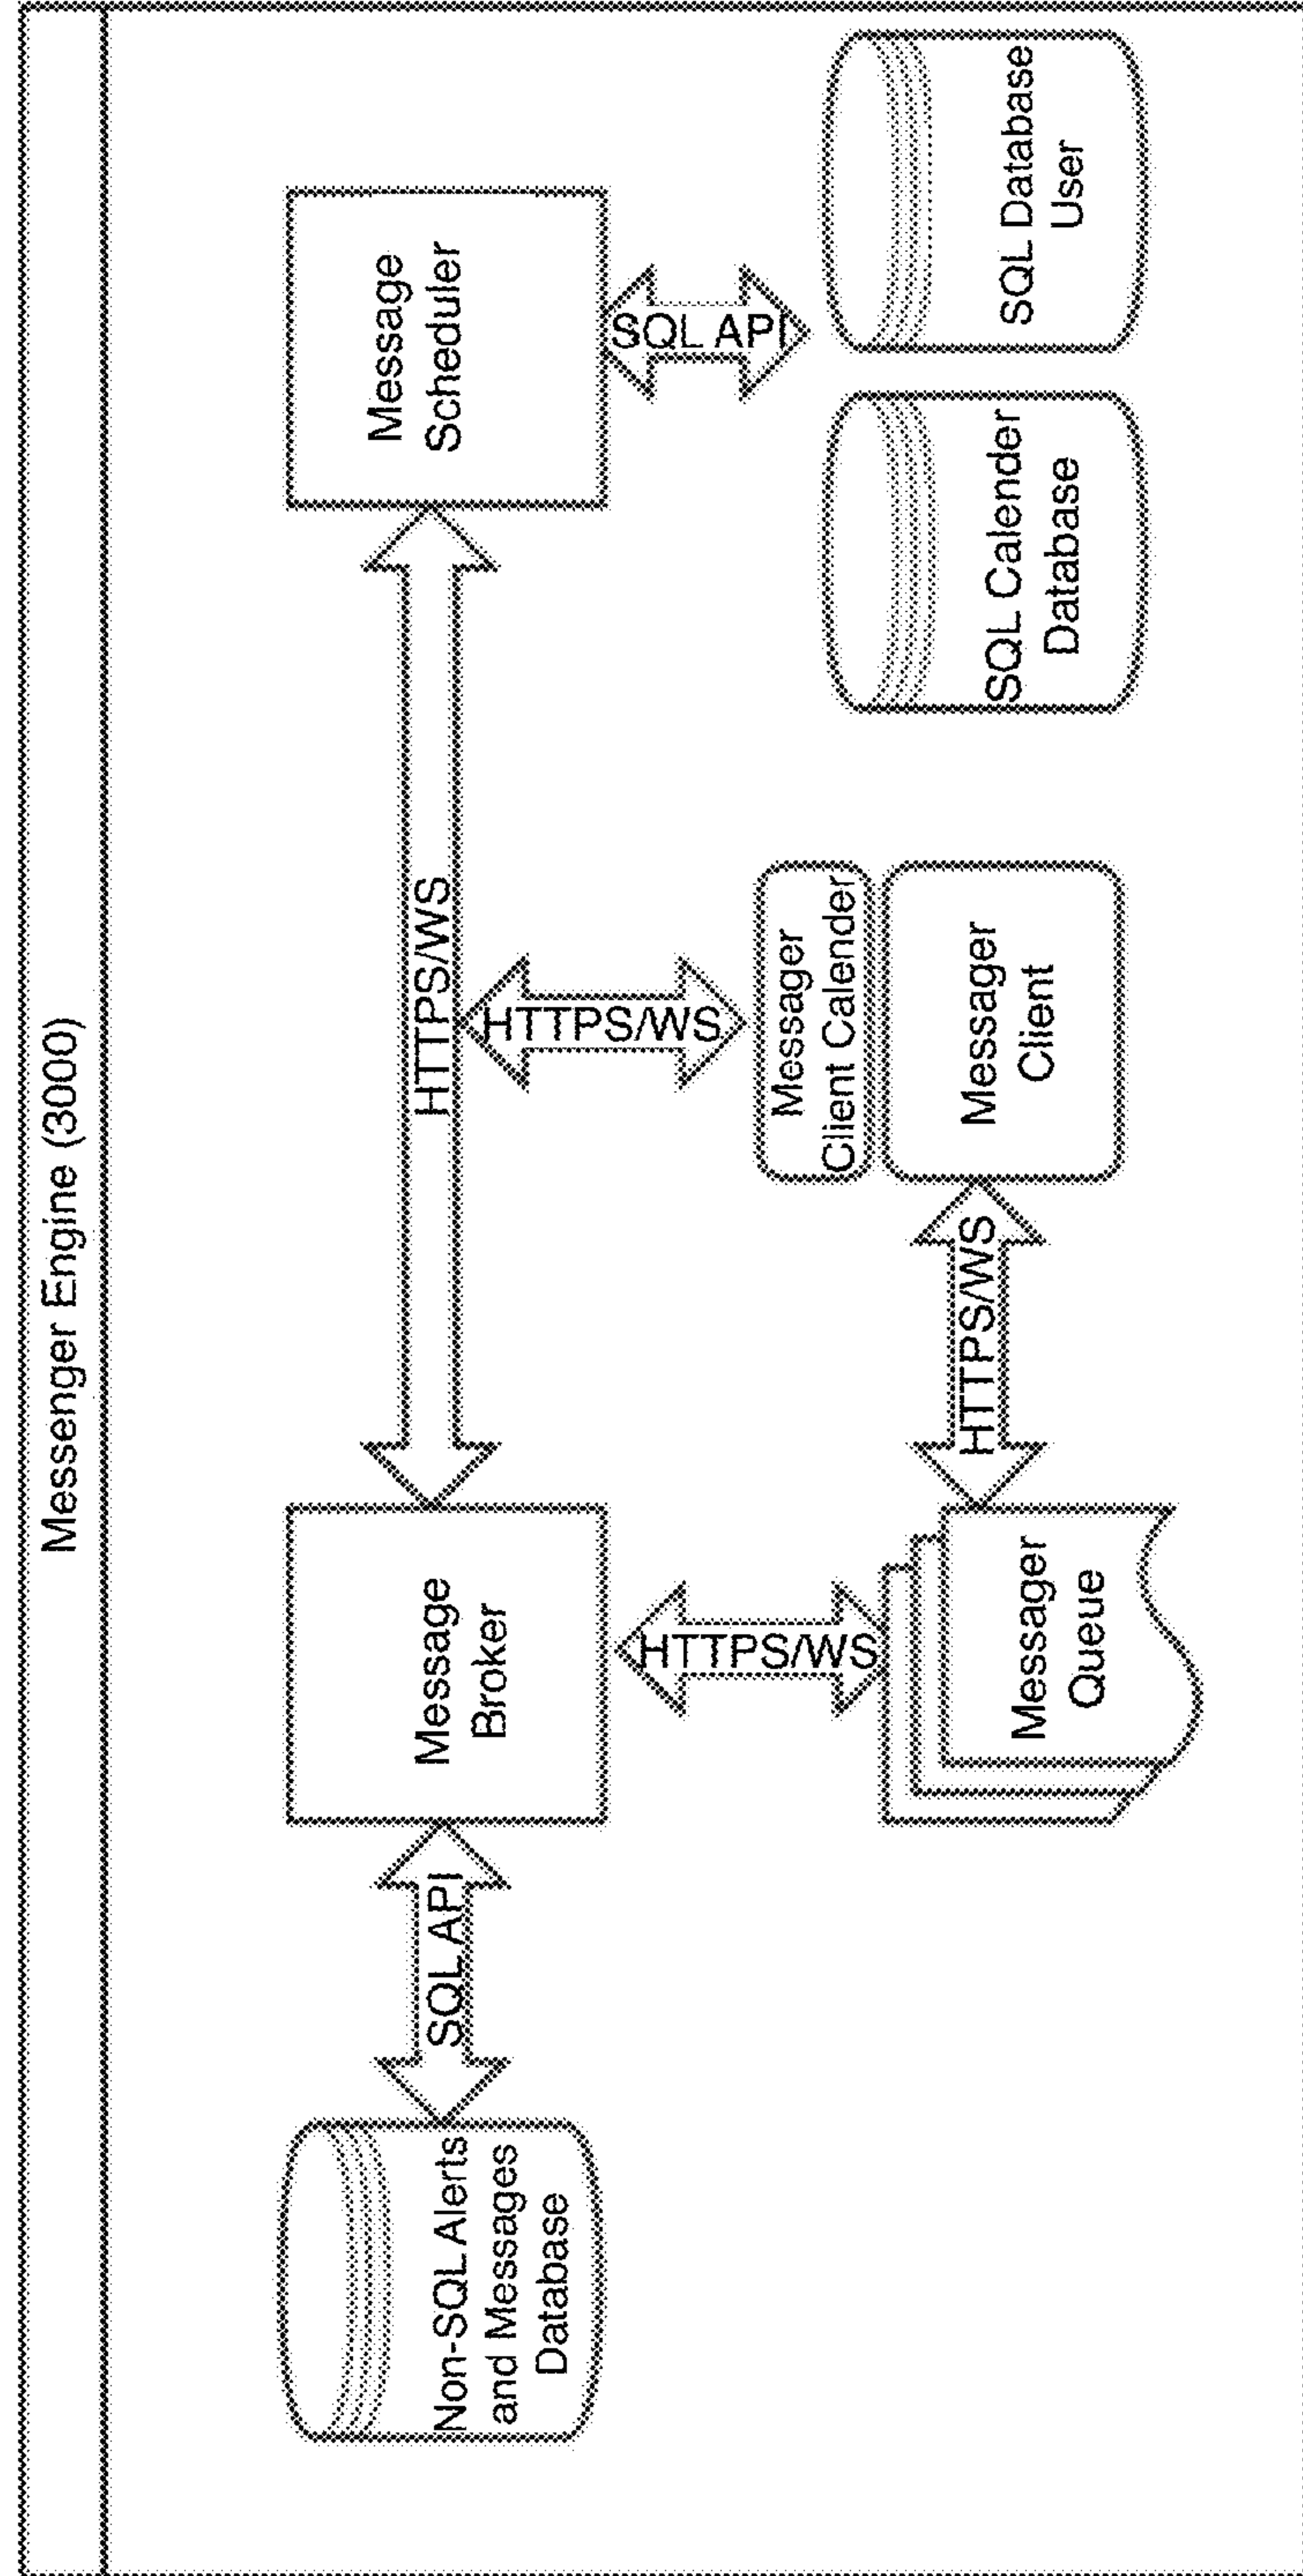 Messenger Engine (3000)
Non-SQL Alerts
and Messages
Database
SQL API
Message
Broker
HTTPS/WS
Message
Scheduler
HTTPS/WS
HTTPS/WS
SQL API
Messager
Queue
HTTPS/WS
Messager
Client Calender
Messager
Client
SQL Calender
Database
SQL Database
User